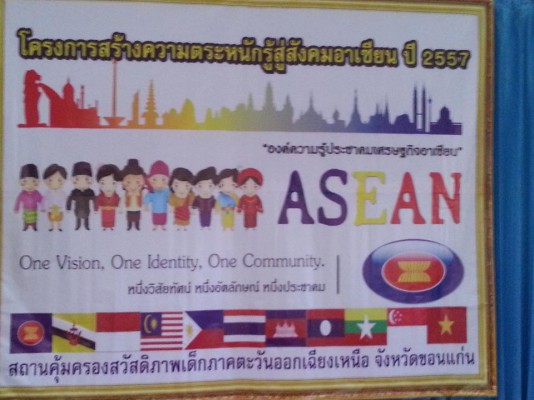 โครงการสร้างความตระหนักรู้สู่สังคมอาเซียน ปี 2557
"องค์ความรู้ประชาคมเศรษฐกิจอาเซียน"
ASEAN
One Vision, One Identity, One Community.
หนึ่งวิสัยทัศน์ หนึ่งอัตลักษณ์ หนึ่งประชาคม
สถานคุ้มครองสวัสดิภาพเด็กภาคตะวันออกเฉียงเหนือ จังหวัดขอนแก่น